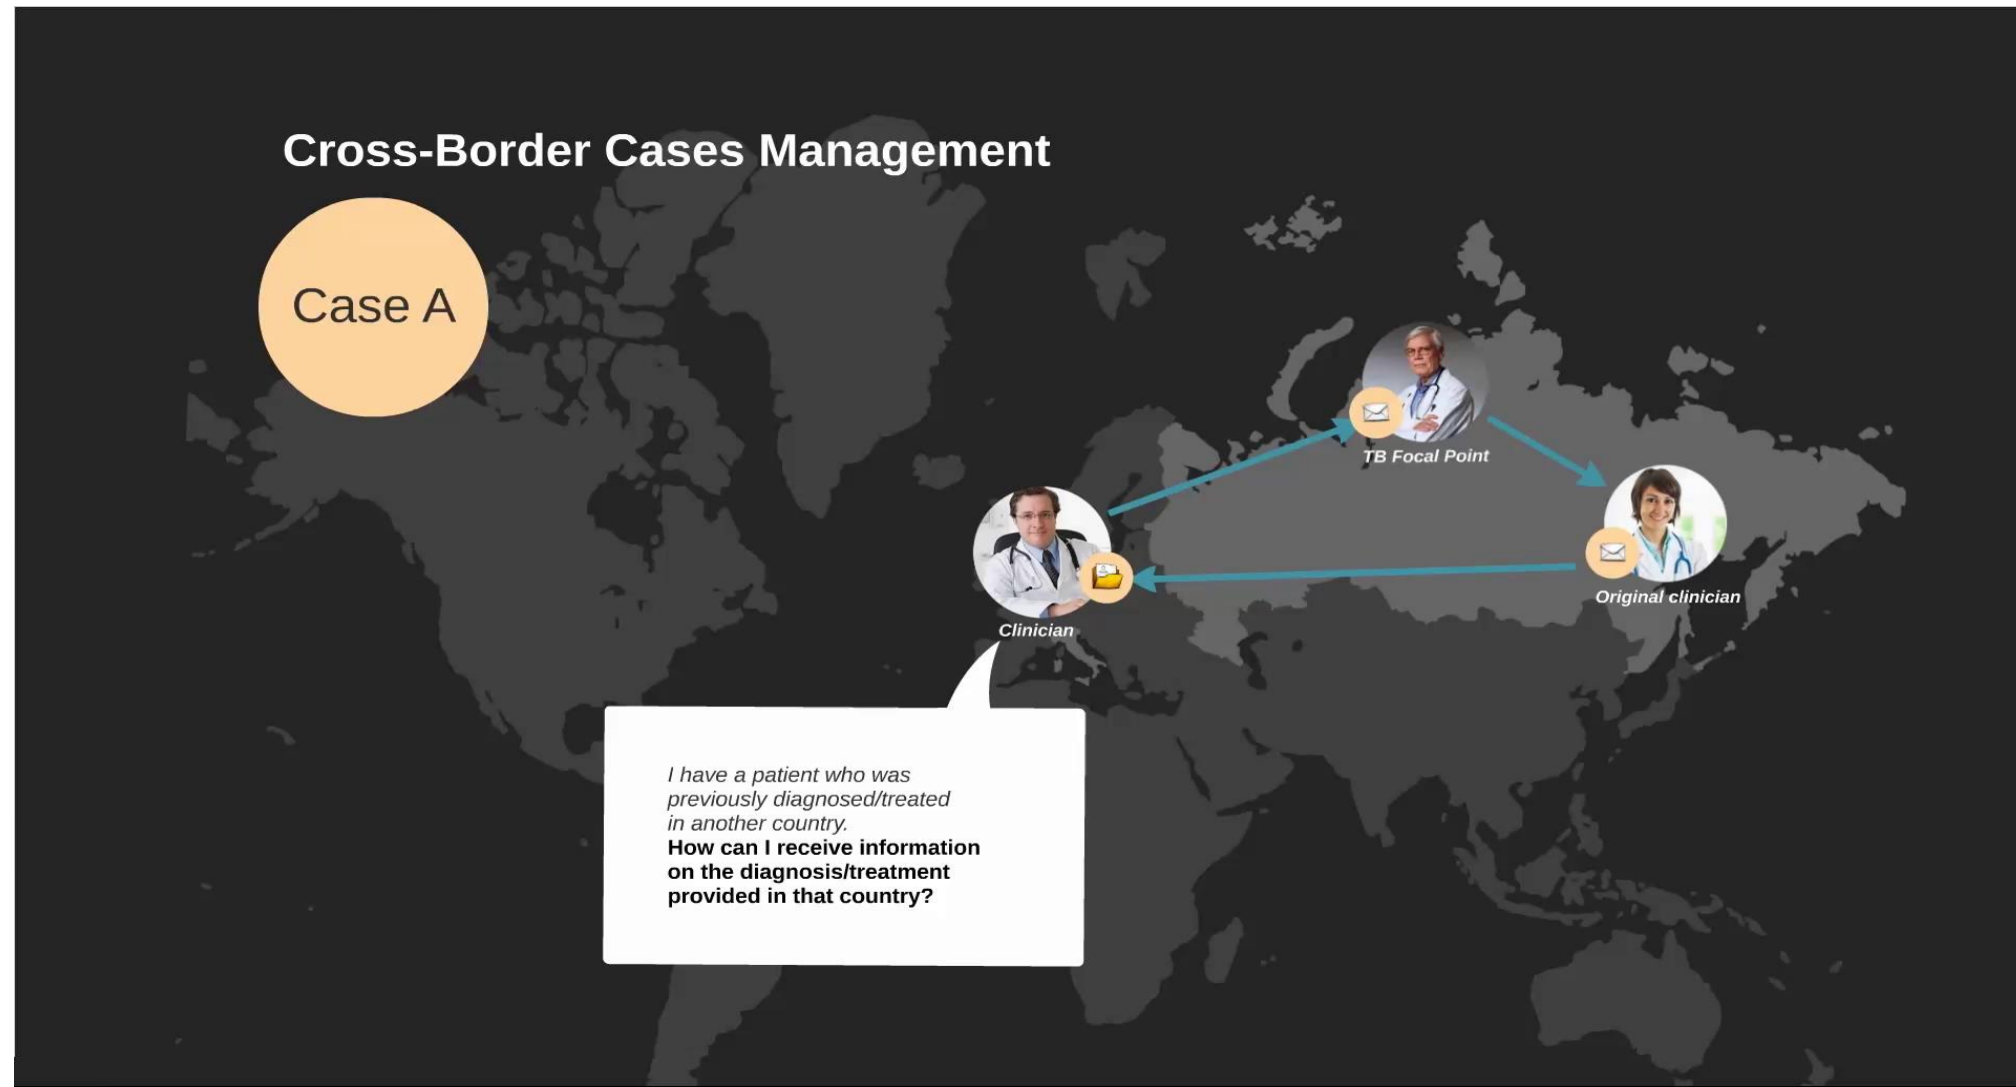 Cross-Border Cases Management
Case A
TB Focal Point
Original clinician
Clinician
I have a patient who was
previously diagnosed/treated
in another country.
How can I receive information
on the diagnosis/treatment
provided in that country?